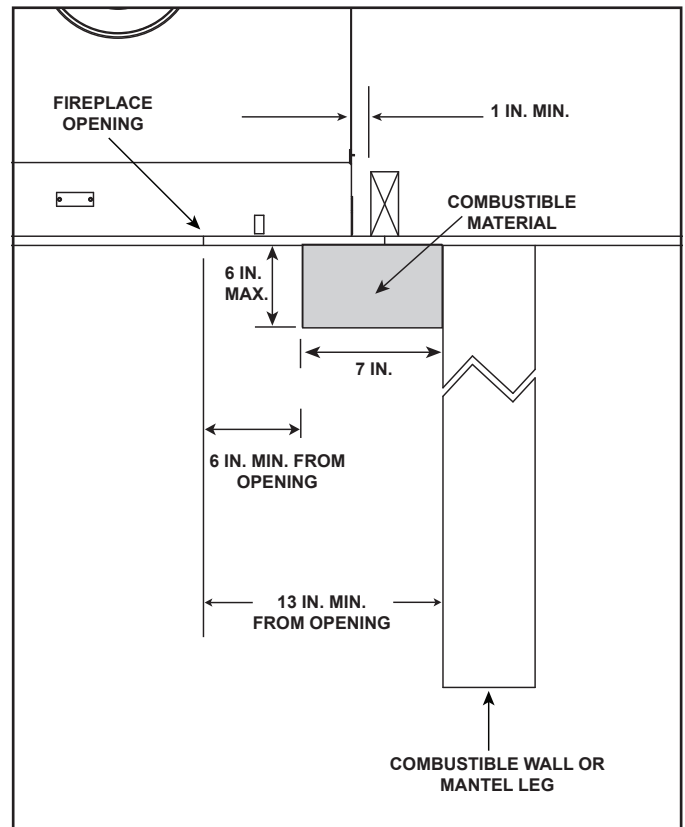 FIREPLACE
OPENING
1 IN. MIN.
COMBUSTIBLE
MATERIAL
6 IN.
MAX.
7 IN.
6 IN. MIN. FROM
OPENING
13 IN. MIN.
FROM OPENING
COMBUSTIBLE WALL OR
MANTEL LEG